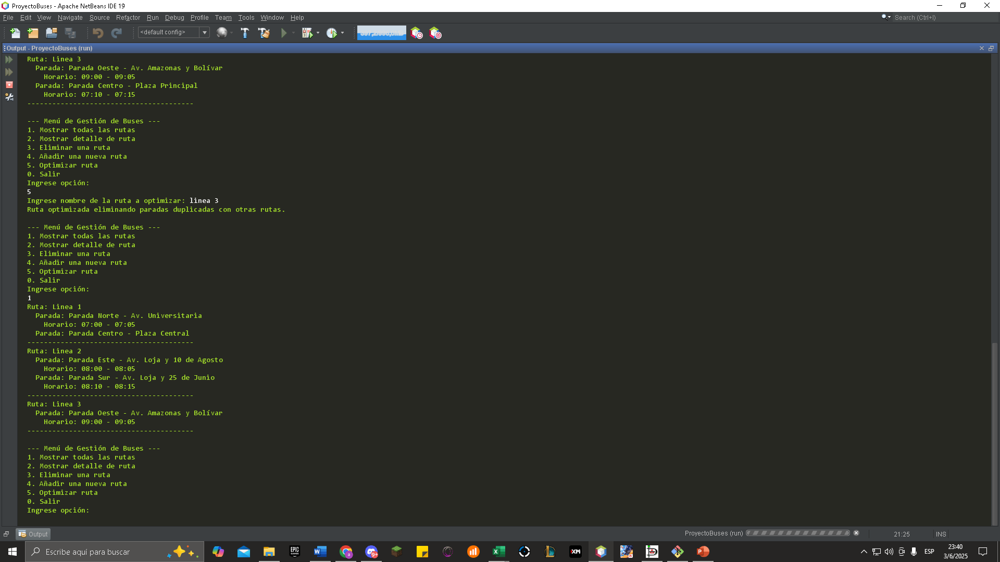 ProyectoBuses - Apache NetBeans IDE 19
File Edit View Navigate Source Refactor Run Debug Profile Team Tools Window Help
Search (Ctrl+I)
<default config>
Output - ProyectoBuses (run)
Ruta: Linea 3
Parada: Parada Oeste - Av. Amazonas y Bolívar
Horario: 09:00 - 09:05
Parada: Parada Centro - Plaza Principal
Horario: 07:10 - 07:15
----------------------------------------
--- Menú de Gestión de Buses ---
1. Mostrar todas las rutas
2. Mostrar detalle de ruta
3. Eliminar una ruta
4. Añadir una nueva ruta
5. Optimizar ruta
0. Salir
Ingrese opción:
5
Ingrese nombre de la ruta a optimizar: linea 3
Ruta optimizada eliminando paradas duplicadas con otras rutas.
--- Menú de Gestión de Buses ---
1. Mostrar todas las rutas
2. Mostrar detalle de ruta
3. Eliminar una ruta
4. Añadir una nueva ruta
5. Optimizar ruta
0. Salir
Ingrese opción:
1
Ruta: Linea 1
Parada: Parada Norte - Av. Universitaria
Horario: 07:00 - 07:05
Parada: Parada Centro - Plaza Central
----------------------------------------
Ruta: Linea 2
Parada: Parada Este - Av. Loja y 10 de Agosto
Horario: 08:00 - 08:05
Parada: Parada Sur - Av. Loja y 25 de Junio
Horario: 08:10 - 08:15
----------------------------------------
Ruta: Linea 3
Parada: Parada Oeste - Av. Amazonas y Bolívar
Horario: 09:00 - 09:05
----------------------------------------
--- Menú de Gestión de Buses ---
1. Mostrar todas las rutas
2. Mostrar detalle de ruta
3. Eliminar una ruta
4. Añadir una nueva ruta
5. Optimizar ruta
0. Salir
Ingrese opción:
Output
ProyectoBuses (run)
21:25
INS
Escribe aquí para buscar
EPIC GAMES
9+
XM
ESP
23:40
3/6/2025